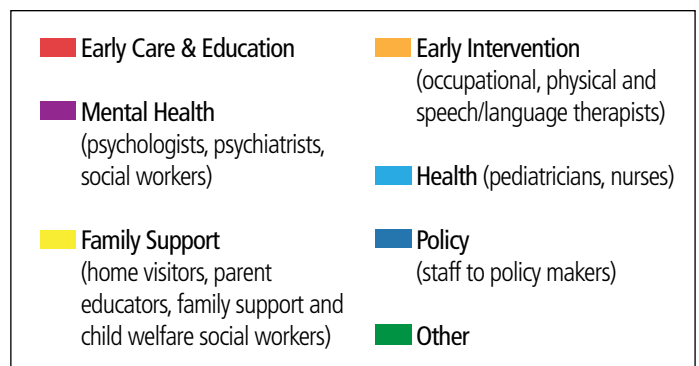 Early Care & Education
Mental Health
(psychologists, psychiatrists,
social workers)
Family Support
(home visitors, parent
educators, family support and
child welfare social workers)
Early Intervention
(occupational, physical and
speech/language therapists)
Health (pediatricians, nurses)
Policy
(staff to policy makers)
Other